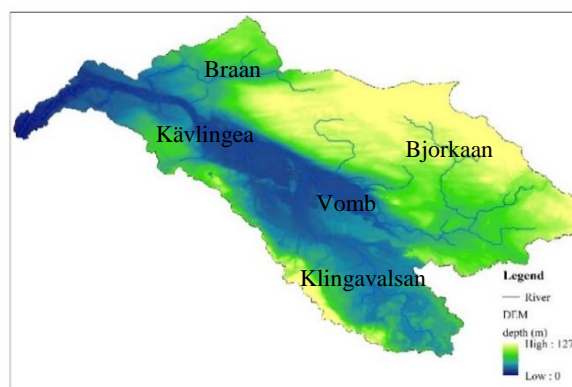 Braan
Kävlingea
Bjorkaan
Vomb
Klingavalsan
Legend
River
DEM
depth (m)
High : 127
Low : 0